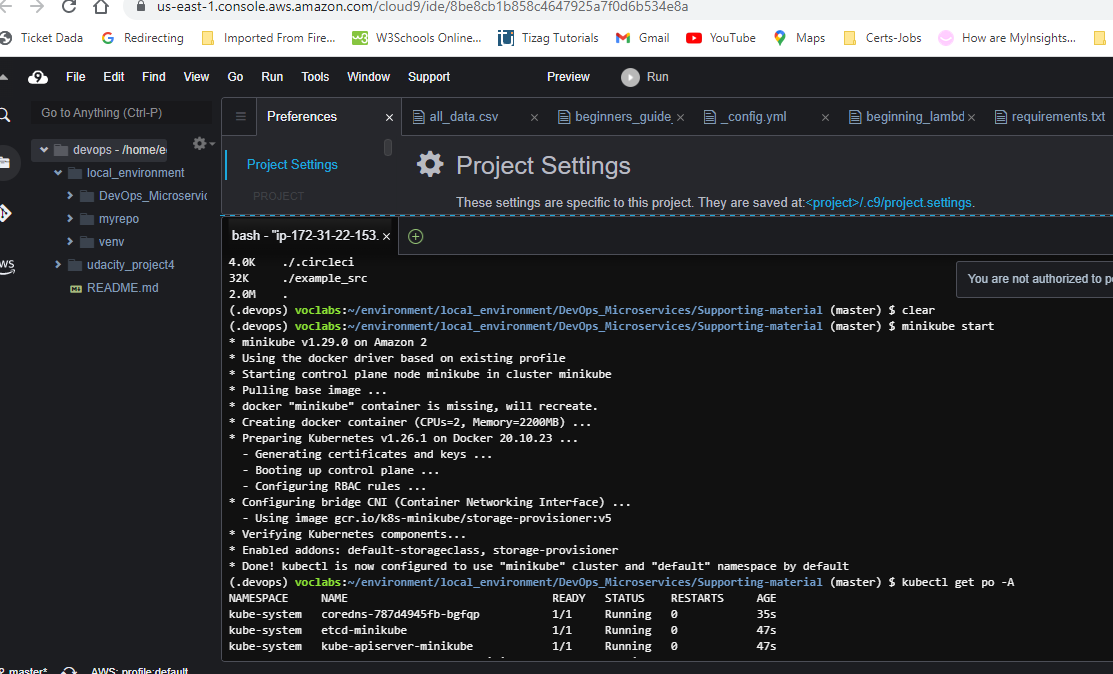 us-east-1.console.aws.amazon.com/cloud9/ide/8be8cb1b858c4647925a7f0d6b534e8a
Ticket Dada Redirecting Imported From Fire... W3Schools Online... Tizag Tutorials Gmail YouTube Maps Certs-Jobs How are MyInsights...
9 File Edit Find View Go Run Tools Window Support Preview Run
Go to Anything (Ctrl-P)
Preferences × all_data.csv × beginners_guide_ × _config.yml × beginning_lambd × requirements.txt
devops - /home/e
local_environment
DevOps_Microservic
myrepo
venv
udacity_project4
README.md
Project Settings
PROJECT
Project Settings
These settings are specific to this project. They are saved at:<project>/.c9/project.settings.
bash - "ip-172-31-22-153. ×
You are not authorized to p
4.0K ./.circleci
32K ./example_src
2.0M .
(.devops) voclabs:~/environment/local_environment/DevOps_Microservices/Supporting-material (master) $ clear
(.devops) voclabs:~/environment/local_environment/DevOps_Microservices/Supporting-material (master) $ minikube start
* minikube v1.29.0 on Amazon 2
* Using the docker driver based on existing profile
* Starting control plane node minikube in cluster minikube
* Pulling base image ...
* docker "minikube" container is missing, will recreate.
* Creating docker container (CPUs=2, Memory=2200MB) ...
* Preparing Kubernetes v1.26.1 on Docker 20.10.23 ...
- Generating certificates and keys ...
- Booting up control plane ...
- Configuring RBAC rules ...
* Configuring bridge CNI (Container Networking Interface) ...
- Using image gcr.io/k8s-minikube/storage-provisioner:v5
* Verifying Kubernetes components...
* Enabled addons: default-storageclass, storage-provisioner
* Done! kubectl is now configured to use "minikube" cluster and "default" namespace by default
(.devops) voclabs:~/environment/local_environment/DevOps_Microservices/Supporting-material (master) $ kubectl get po -A
NAMESPACE NAME READY STATUS RESTARTS AGE
kube-system coredns-787d4945fb-bgfqp 1/1 Running 0 35s
kube-system etcd-minikube 1/1 Running 0 47s
kube-system kube-apiserver-minikube 1/1 Running 0 47s
master* AWS: profile:default